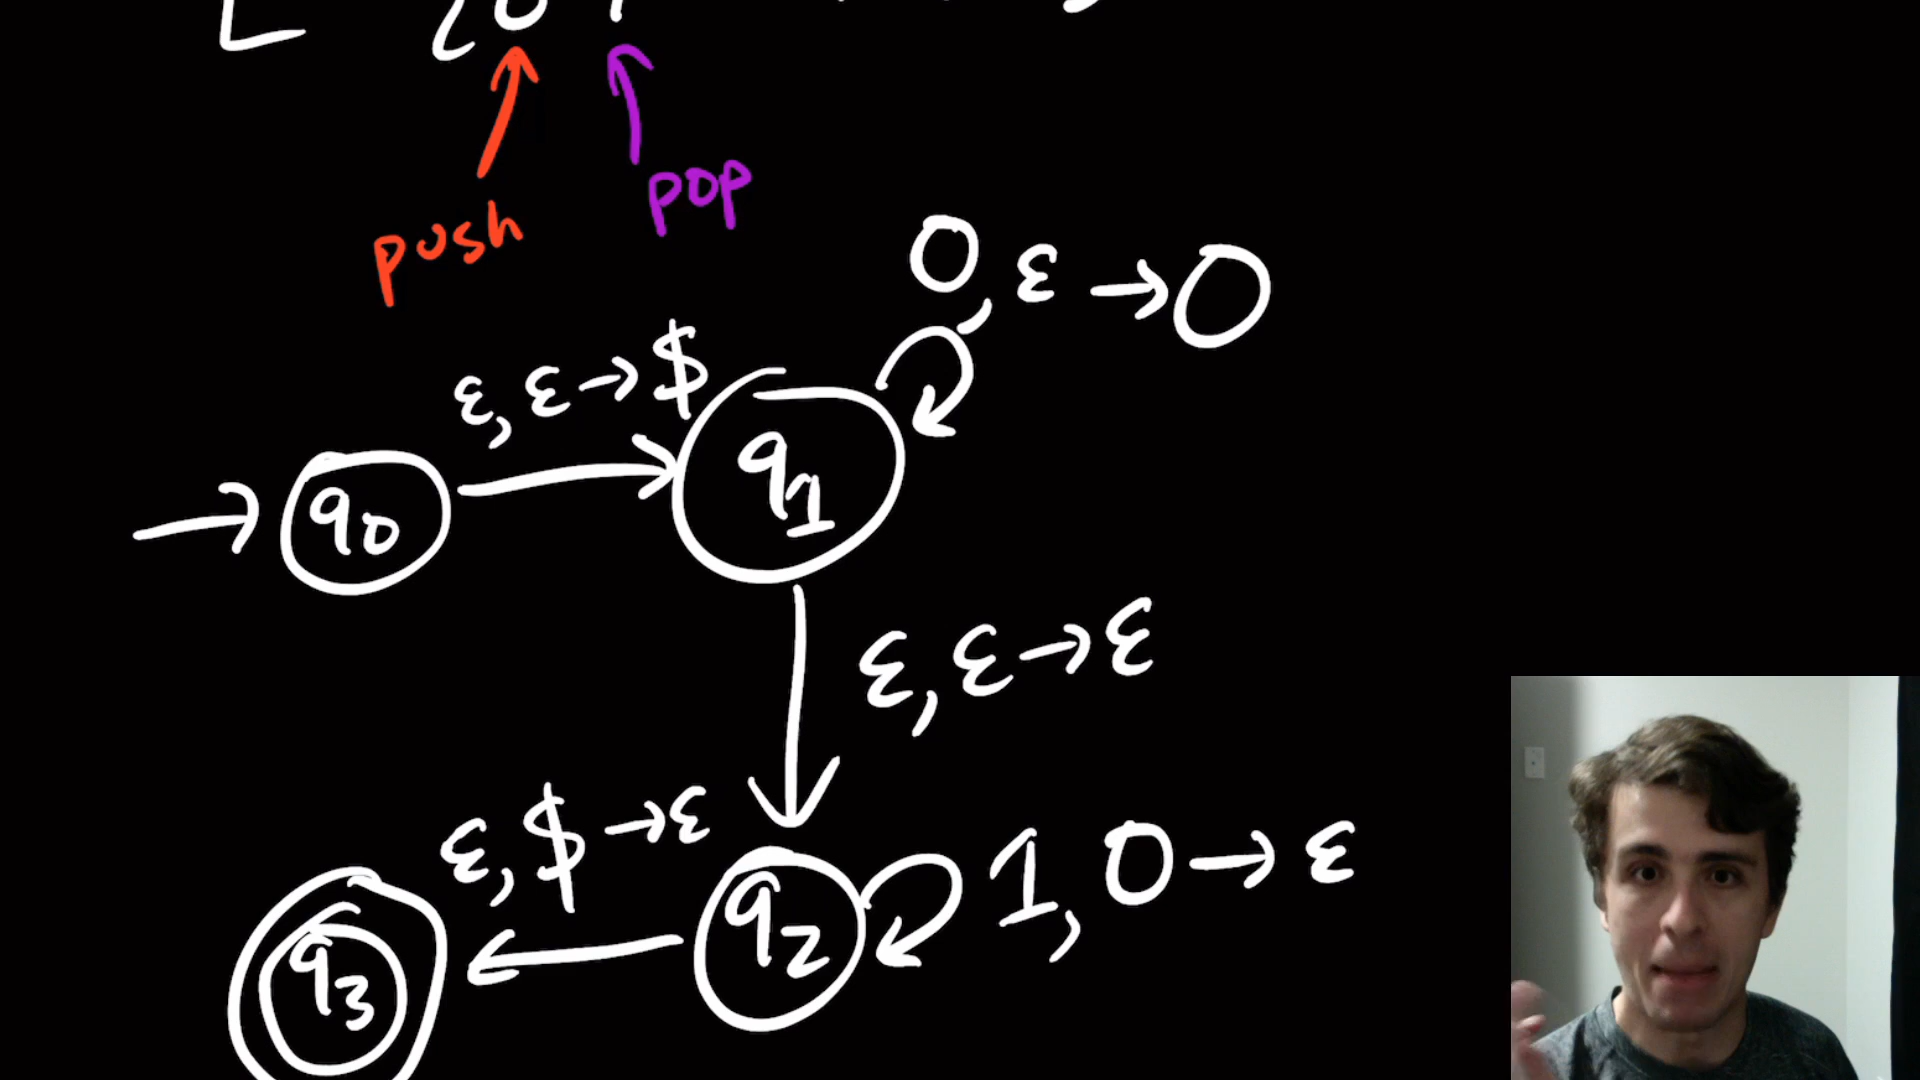 push
pop
0, ε → 0
ε, ε → $
q0
q1
ε, ε → ε
ε, $ → ε
1, 0 → ε
q2
q3